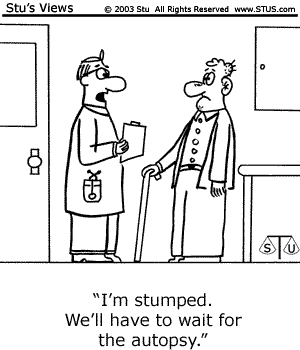 Stu's Views © 2003 Stu All Rights Reserved www.STUS.com
S U
“I'm stumped.
We'll have to wait for
the autopsy.”